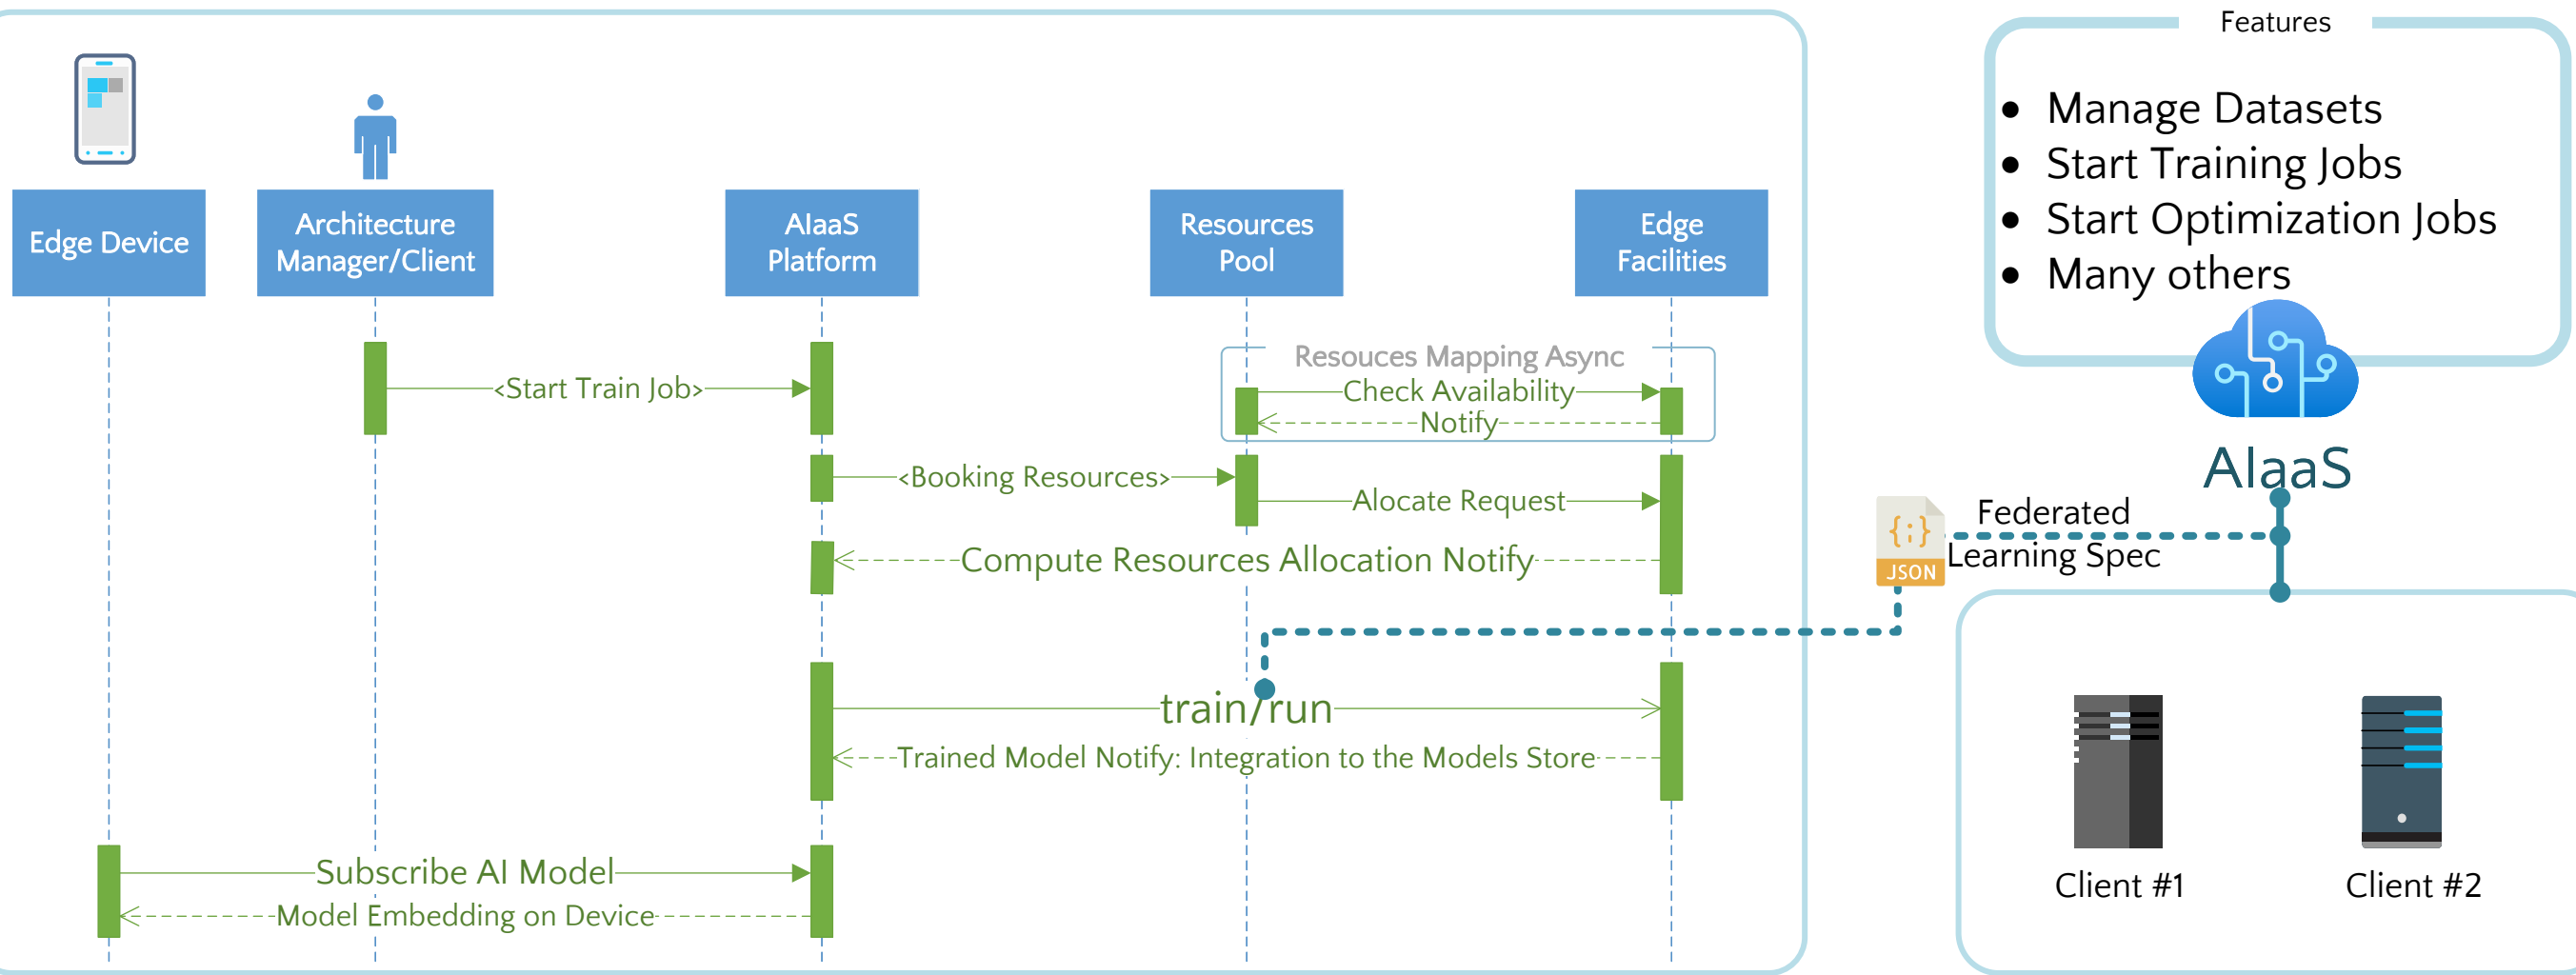 Features
• Manage Datasets
• Start Training Jobs
• Start Optimization Jobs
• Many others
Edge Device
Architecture
Manager/Client
AIaaS
Platform
Resources
Pool
Edge
Facilities
Resouces Mapping Async
<Start Train Job>
Check Availability
Notify
<Booking Resources>
Alocate Request
Compute Resources Allocation Notify
train/run
Trained Model Notify: Integration to the Models Store
Subscribe AI Model
Model Embedding on Device
AIaaS
{;}
JSON
Federated
Learning Spec
Client #1
Client #2